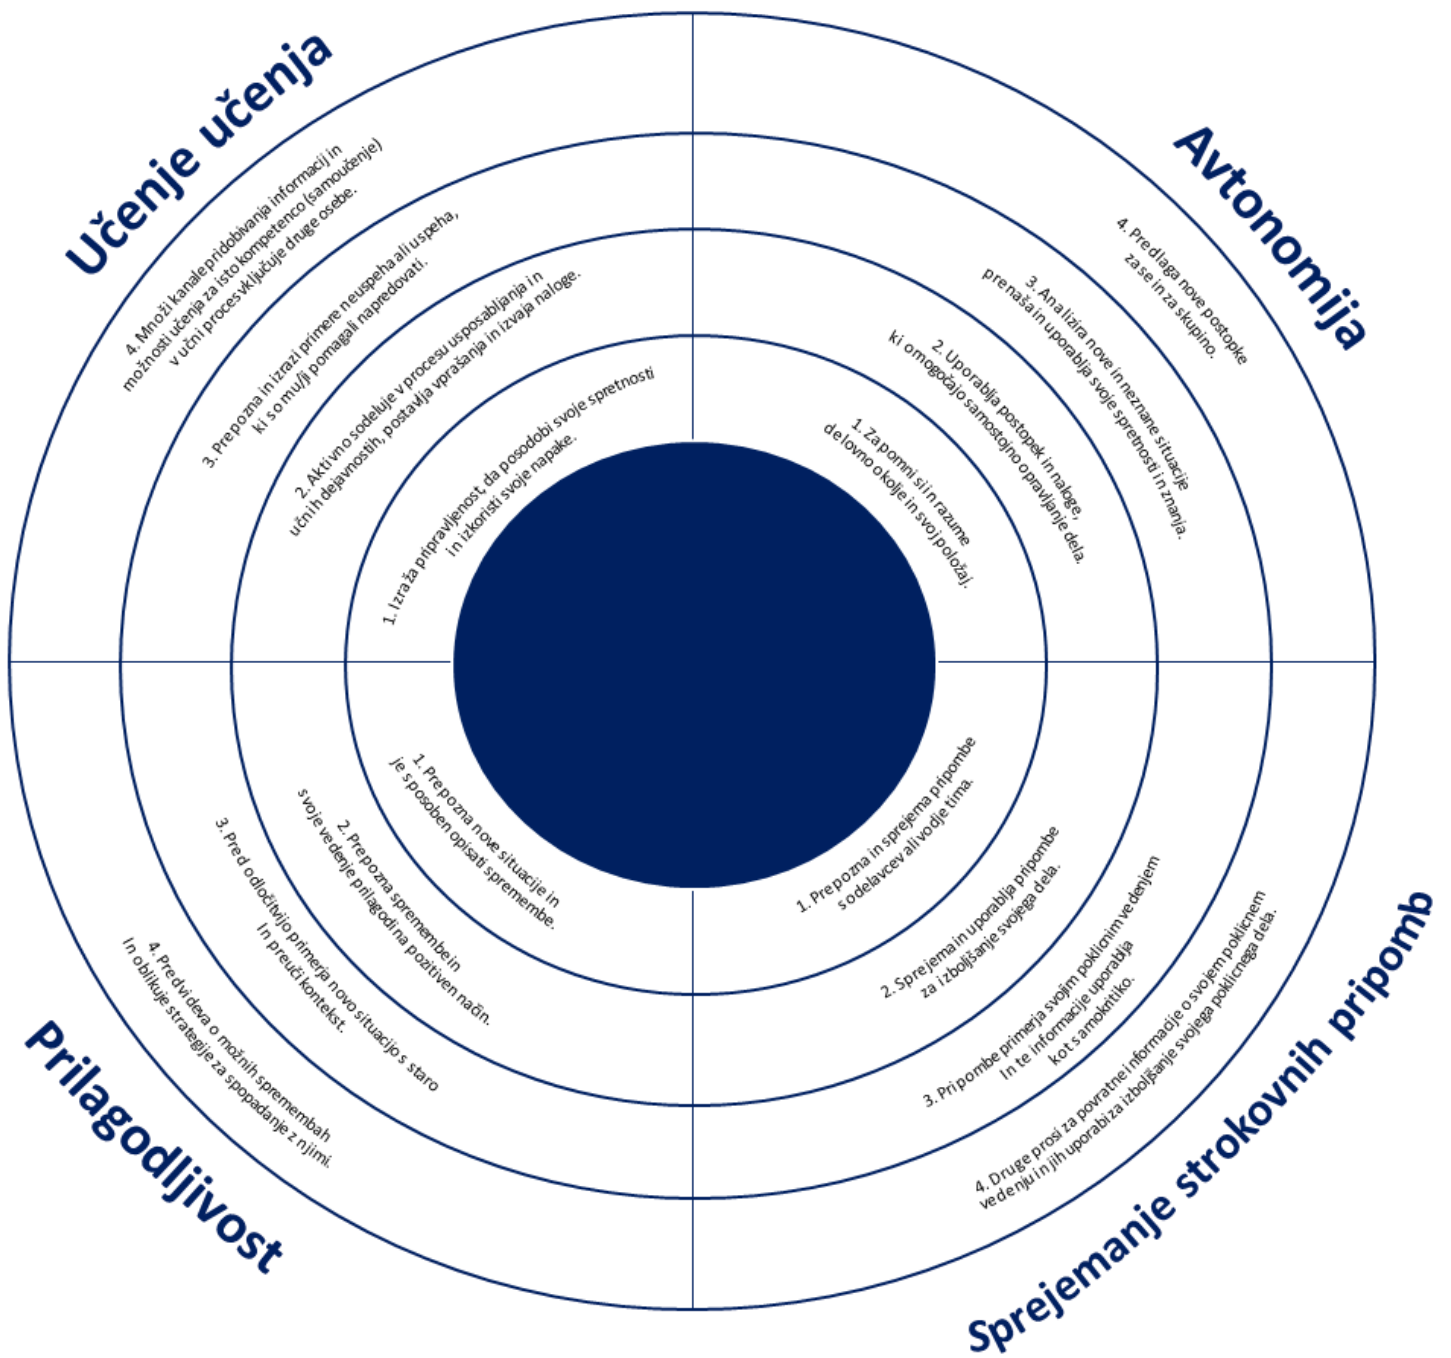 Učenje učenja
4. Množi kanale pridobivanja informacij in
možnosti učenja za isto kompetenco (samoučenje)
v učni proces vključuje druge osebe.
3. Prepozna in izrazi primere neuspeha ali uspeha,
ki so mu/ji pomagali napredovati.
2. Aktivno sodeluje v procesu usposabljanja in
učnih dejavnostih, postavlja vprašanja in izvaja naloge.
1. Izraža pripravljenost, da posodobi svoje spretnosti
in izkoristi svoje napake.
Avtonomija
4. Predlaga nove postopke
za se in za skupino.
3. Analizira nove in neznane situacije
prenaša in uporablja svoje spretnosti in znanja.
2. Uporablja postopek in naloge,
ki omogočajo samostojno opravljanje dela.
1. Zapomni si in razume
delovno okolje in svoj položaj.
Prilagodljivost
1. Prepozna nove situacije in
je sposoben opisati spremembe.
2. Prepozna spremembe in
svoje vedenje prilagodi na pozitiven način.
3. Pred odločitvijo primerja novo situacijo s staro
In preuči kontekst.
4. Predvideva o možnih spremembah
In oblikuje strategije za spopadanje z njimi.
Sprejemanje strokovnih pripomb
1. Prepozna in sprejema pripombe
sodelavcev ali vodje tima.
2. Sprejema in uporablja pripombe
za izboljšanje svojega dela.
3. Pripombe primerja svojim poklicnim vedenjem
In te informacije uporablja
kot samokritiko.
4. Druge prosi za povratne informacije o svojem poklicnem
vedenju in jih uporabi za izboljšanje svojega poklicnega dela.